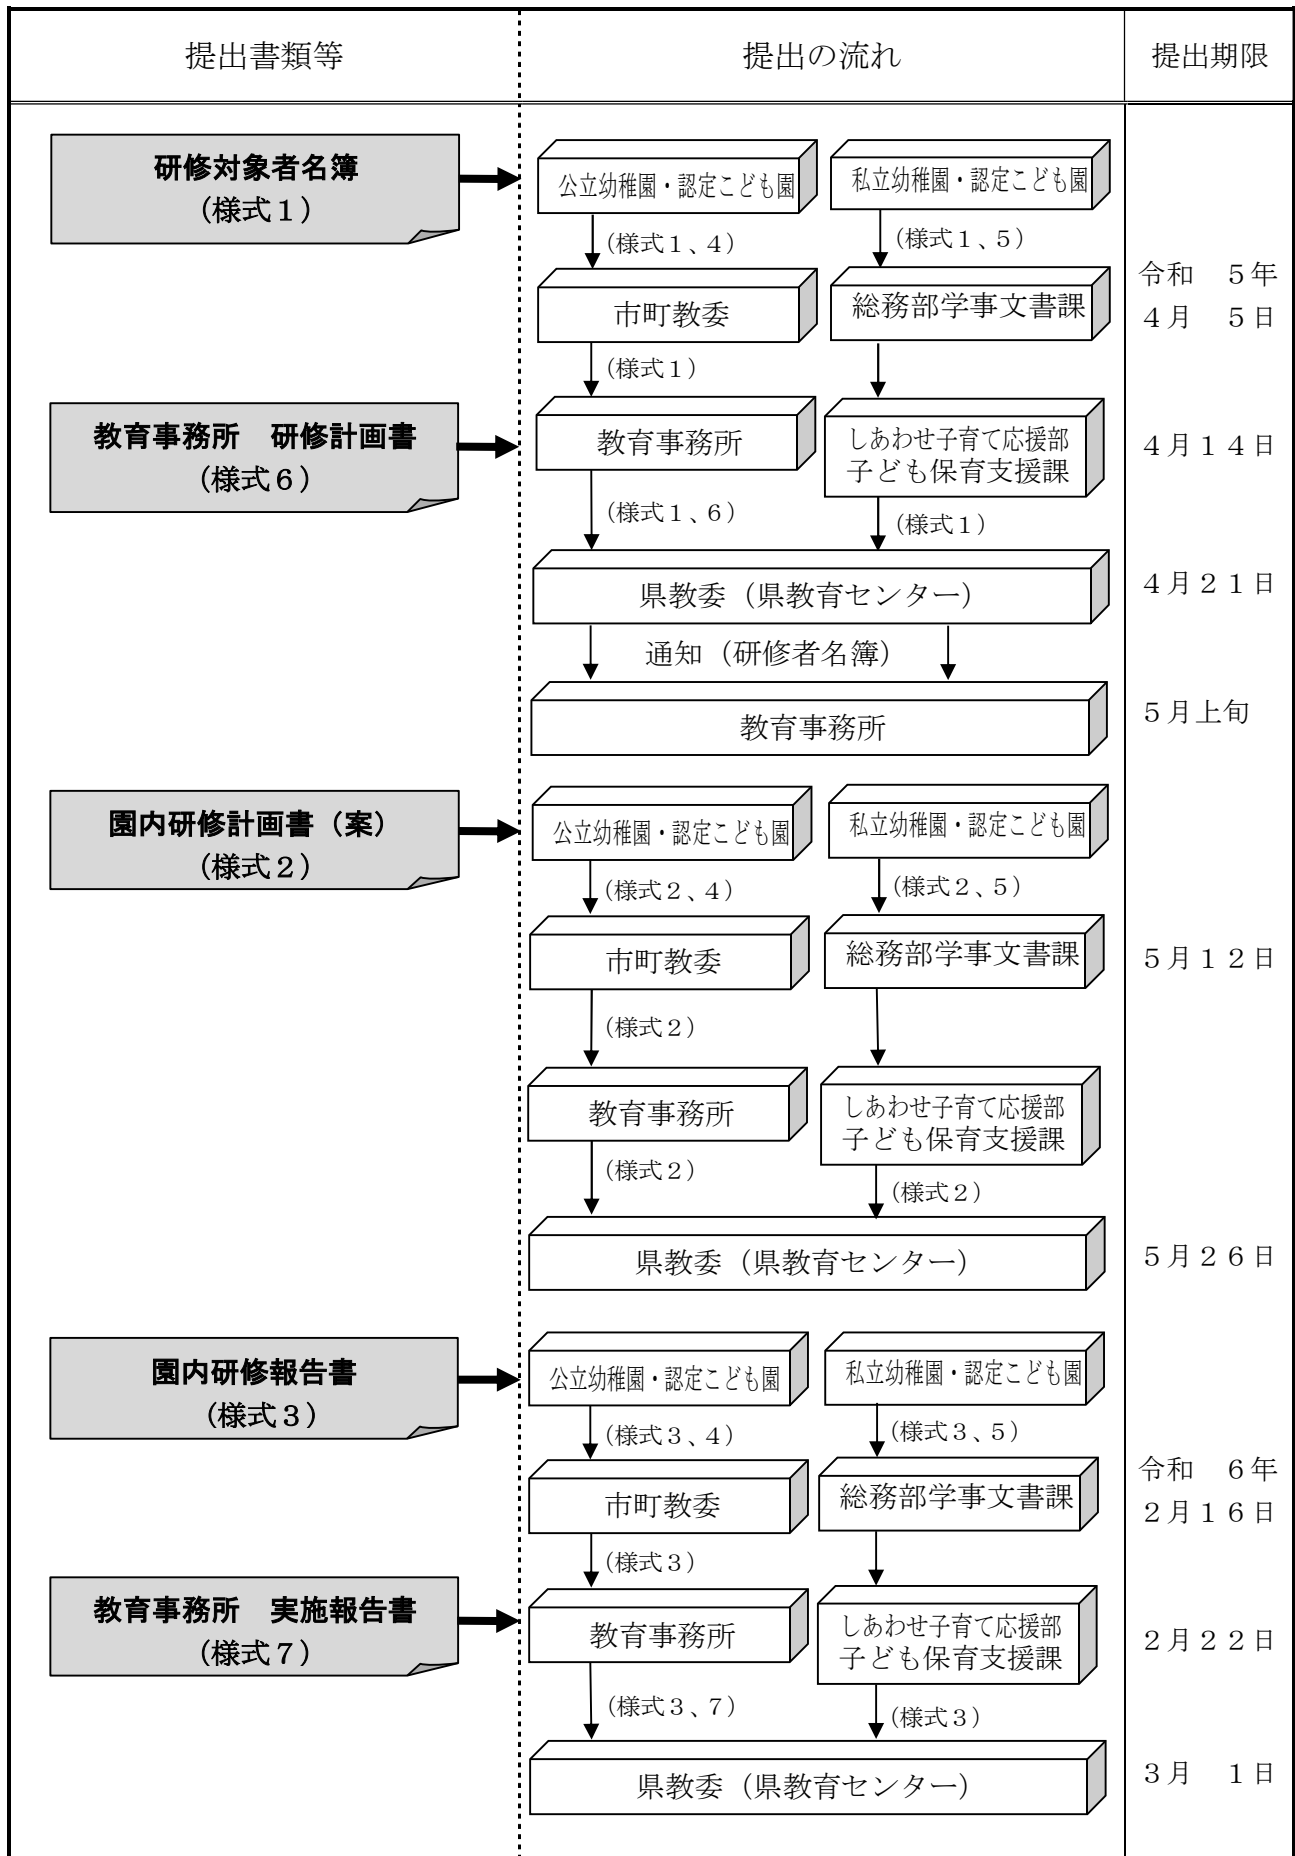 提出書類等
提出の流れ
提出期限
研修対象者名簿
(様式１)
公立幼稚園・認定こども園
私立幼稚園・認定こども園
(様式１、４)
(様式１、５)
市町教委
総務部学事文書課
令和　５年
４月　５日
(様式１)
教育事務所　研修計画書
(様式６)
教育事務所
しあわせ子育て応援部
子ども保育支援課
４月１４日
(様式１、６)
(様式１)
県教委（県教育センター）
４月２１日
通知（研修者名簿）
教育事務所
５月上旬
園内研修計画書（案）
(様式２)
公立幼稚園・認定こども園
私立幼稚園・認定こども園
(様式２、４)
(様式２、５)
市町教委
総務部学事文書課
５月１２日
(様式２)
教育事務所
しあわせ子育て応援部
子ども保育支援課
(様式２)
(様式２)
県教委（県教育センター）
５月２６日
園内研修報告書
(様式３)
公立幼稚園・認定こども園
私立幼稚園・認定こども園
(様式３、４)
(様式３、５)
市町教委
総務部学事文書課
令和　６年
２月１６日
(様式３)
教育事務所　実施報告書
(様式７)
教育事務所
しあわせ子育て応援部
子ども保育支援課
２月２２日
(様式３、７)
(様式３)
県教委（県教育センター）
３月　１日